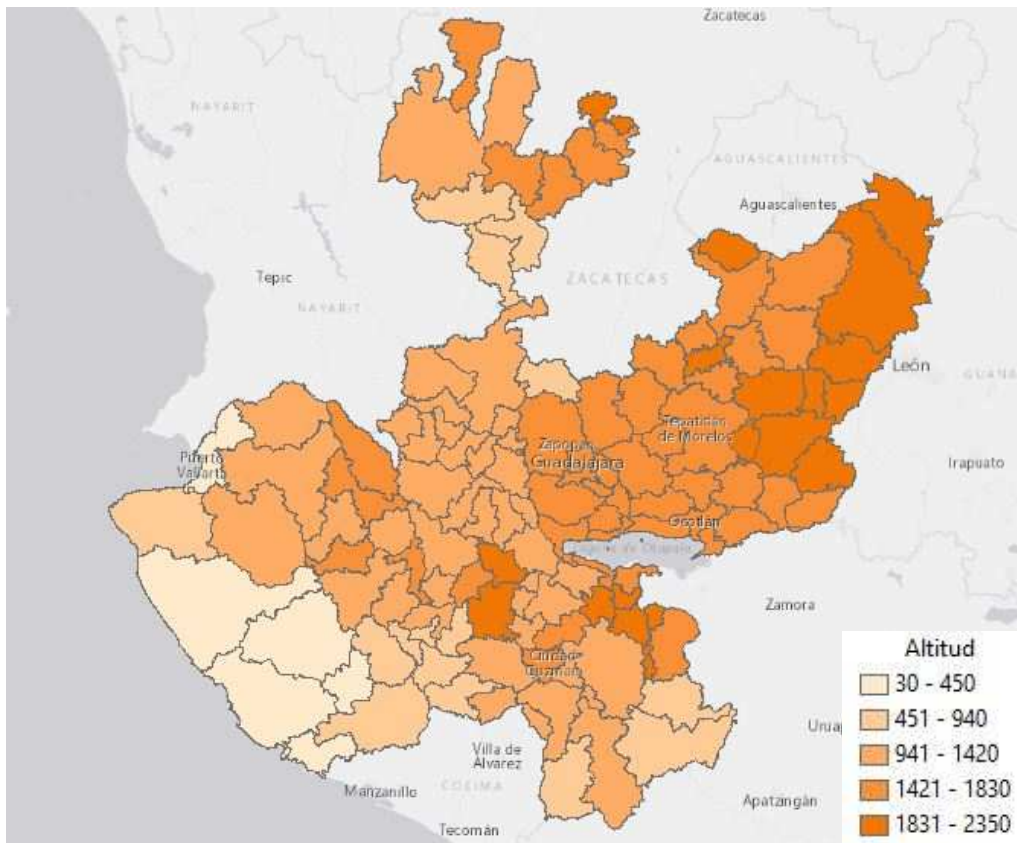 Zacatecas
NAYARIT
AGUASCALIENTES
Aguascalientes
Tepic
ZACATECAS
NAYARIT
León
Puerto
Vallarta
Tepatitlán
de Morelos
Zapopan
Guadalajara
Irapuato
Ocotlán
Zamora
Ciudad
Guzmán
Villa de
Álvarez
COLIMA
Manzanillo
Tecomán
Apatzingán
Altitud
30 - 450
451 - 940
941 - 1420
1421 - 1830
1831 - 2350